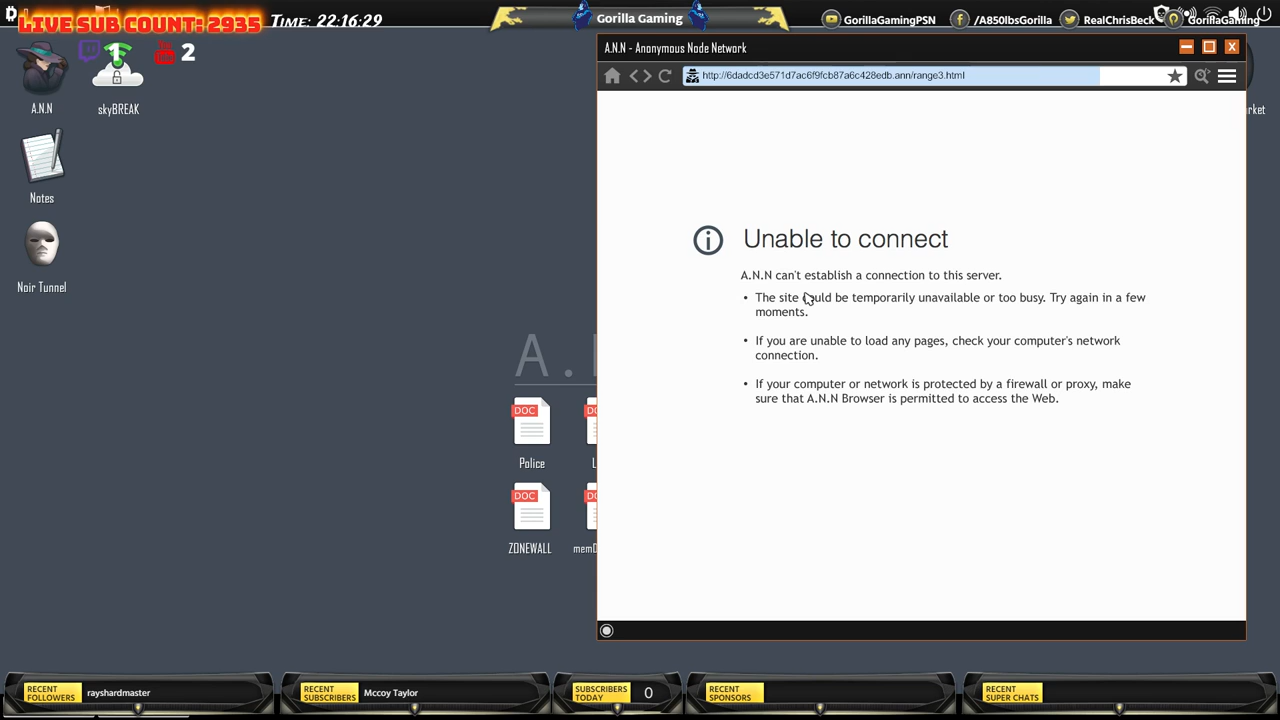 LIVE SUB COUNT: 2935
TIME: 22:16:29
Gorilla Gaming
GorillaGamingPSN
/A850lbsGorilla
RealChrisBeck
GorillaGaming
1
2
A.N.N
skyBREAK
Notes
Noir Tunnel
A.N.N - Anonymous Node Network
http://6dadcd3e571d7ac6f9fcb87a6c428edb.ann/range3.html
Unable to connect
A.N.N can't establish a connection to this server.
• The site could be temporarily unavailable or too busy. Try again in a few
moments.
• If you are unable to load any pages, check your computer's network
connection.
• If your computer or network is protected by a firewall or proxy, make
sure that A.N.N Browser is permitted to access the Web.
rket
A.
DOC
Police
L
DOC
ZONEWALL
memD
RECENT
FOLLOWERS
rayshardmaster
RECENT
SUBSCRIBERS
Mccoy Taylor
SUBSCRIBERS
TODAY
0
RECENT
SPONSORS
RECENT
SUPER CHATS